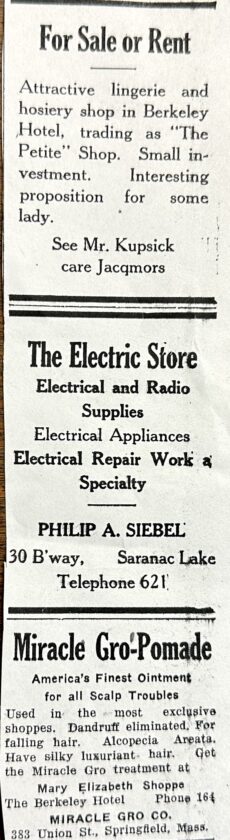 For Sale or Rent
Attractive lingerie and
hosiery shop in Berkeley
Hotel, trading as "The
Petite" Shop. Small in-
vestment. Interesting
proposition for some
lady.
See Mr. Kupsick
care Jacqmors
The Electric Store
Electrical and Radio
Supplies
Electrical Appliances
Electrical Repair Work a
Specialty
PHILIP A. SIEBEL
30 B'way, Saranac Lake
Telephone 621
Miracle Gro-Pomade
America's Finest Ointment
for all Scalp Troubles
Used in the most exclusive
shoppes. Dandruff eliminated, For
falling hair. Alcopecia Areata.
Have silky luxuriant hair. Get
the Miracle Gro treatment at
Mary Elizabeth Shoppe
The Berkeley Hotel Phone 164
MIRACLE GRO CO.
383 Union St., Springfield, Mass.